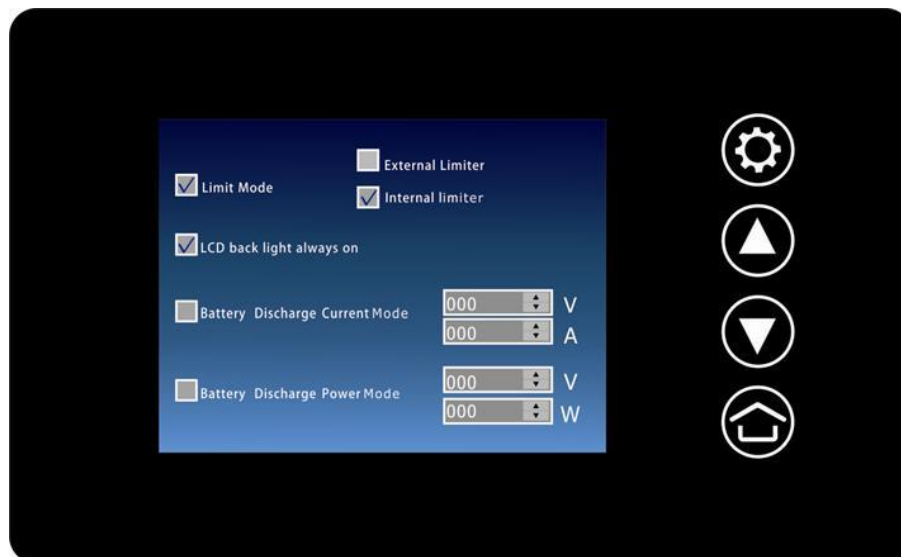 External Limiter
Limit Mode
Internal limiter
LCD back light always on
Battery Discharge Current Mode
000 V
000 A
Battery Discharge Power Mode
000 V
000 W